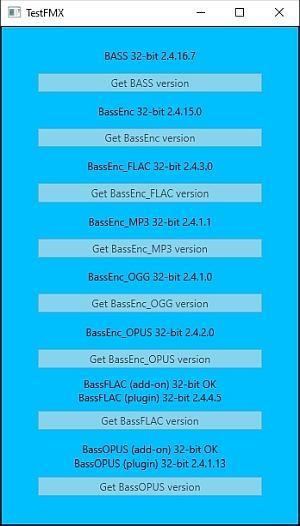 TestFMX
BASS 32-bit 2.4.16.7
Get BASS version
BassEnc 32-bit 2.4.15.0
Get BassEnc version
BassEnc_FLAC 32-bit 2.4.3.0
Get BassEnc_FLAC version
BassEnc_MP3 32-bit 2.4.1.1
Get BassEnc_MP3 version
BassEnc_OGG 32-bit 2.4.1.0
Get BassEnc_OGG version
BassEnc_OPUS 32-bit 2.4.2.0
Get BassEnc_OPUS version
BassFLAC (add-on) 32-bit OK
BassFLAC (plugin) 32-bit 2.4.4.5
Get BassFLAC version
BassOPUS (add-on) 32-bit OK
BassOPUS (plugin) 32-bit 2.4.1.13
Get BassOPUS version